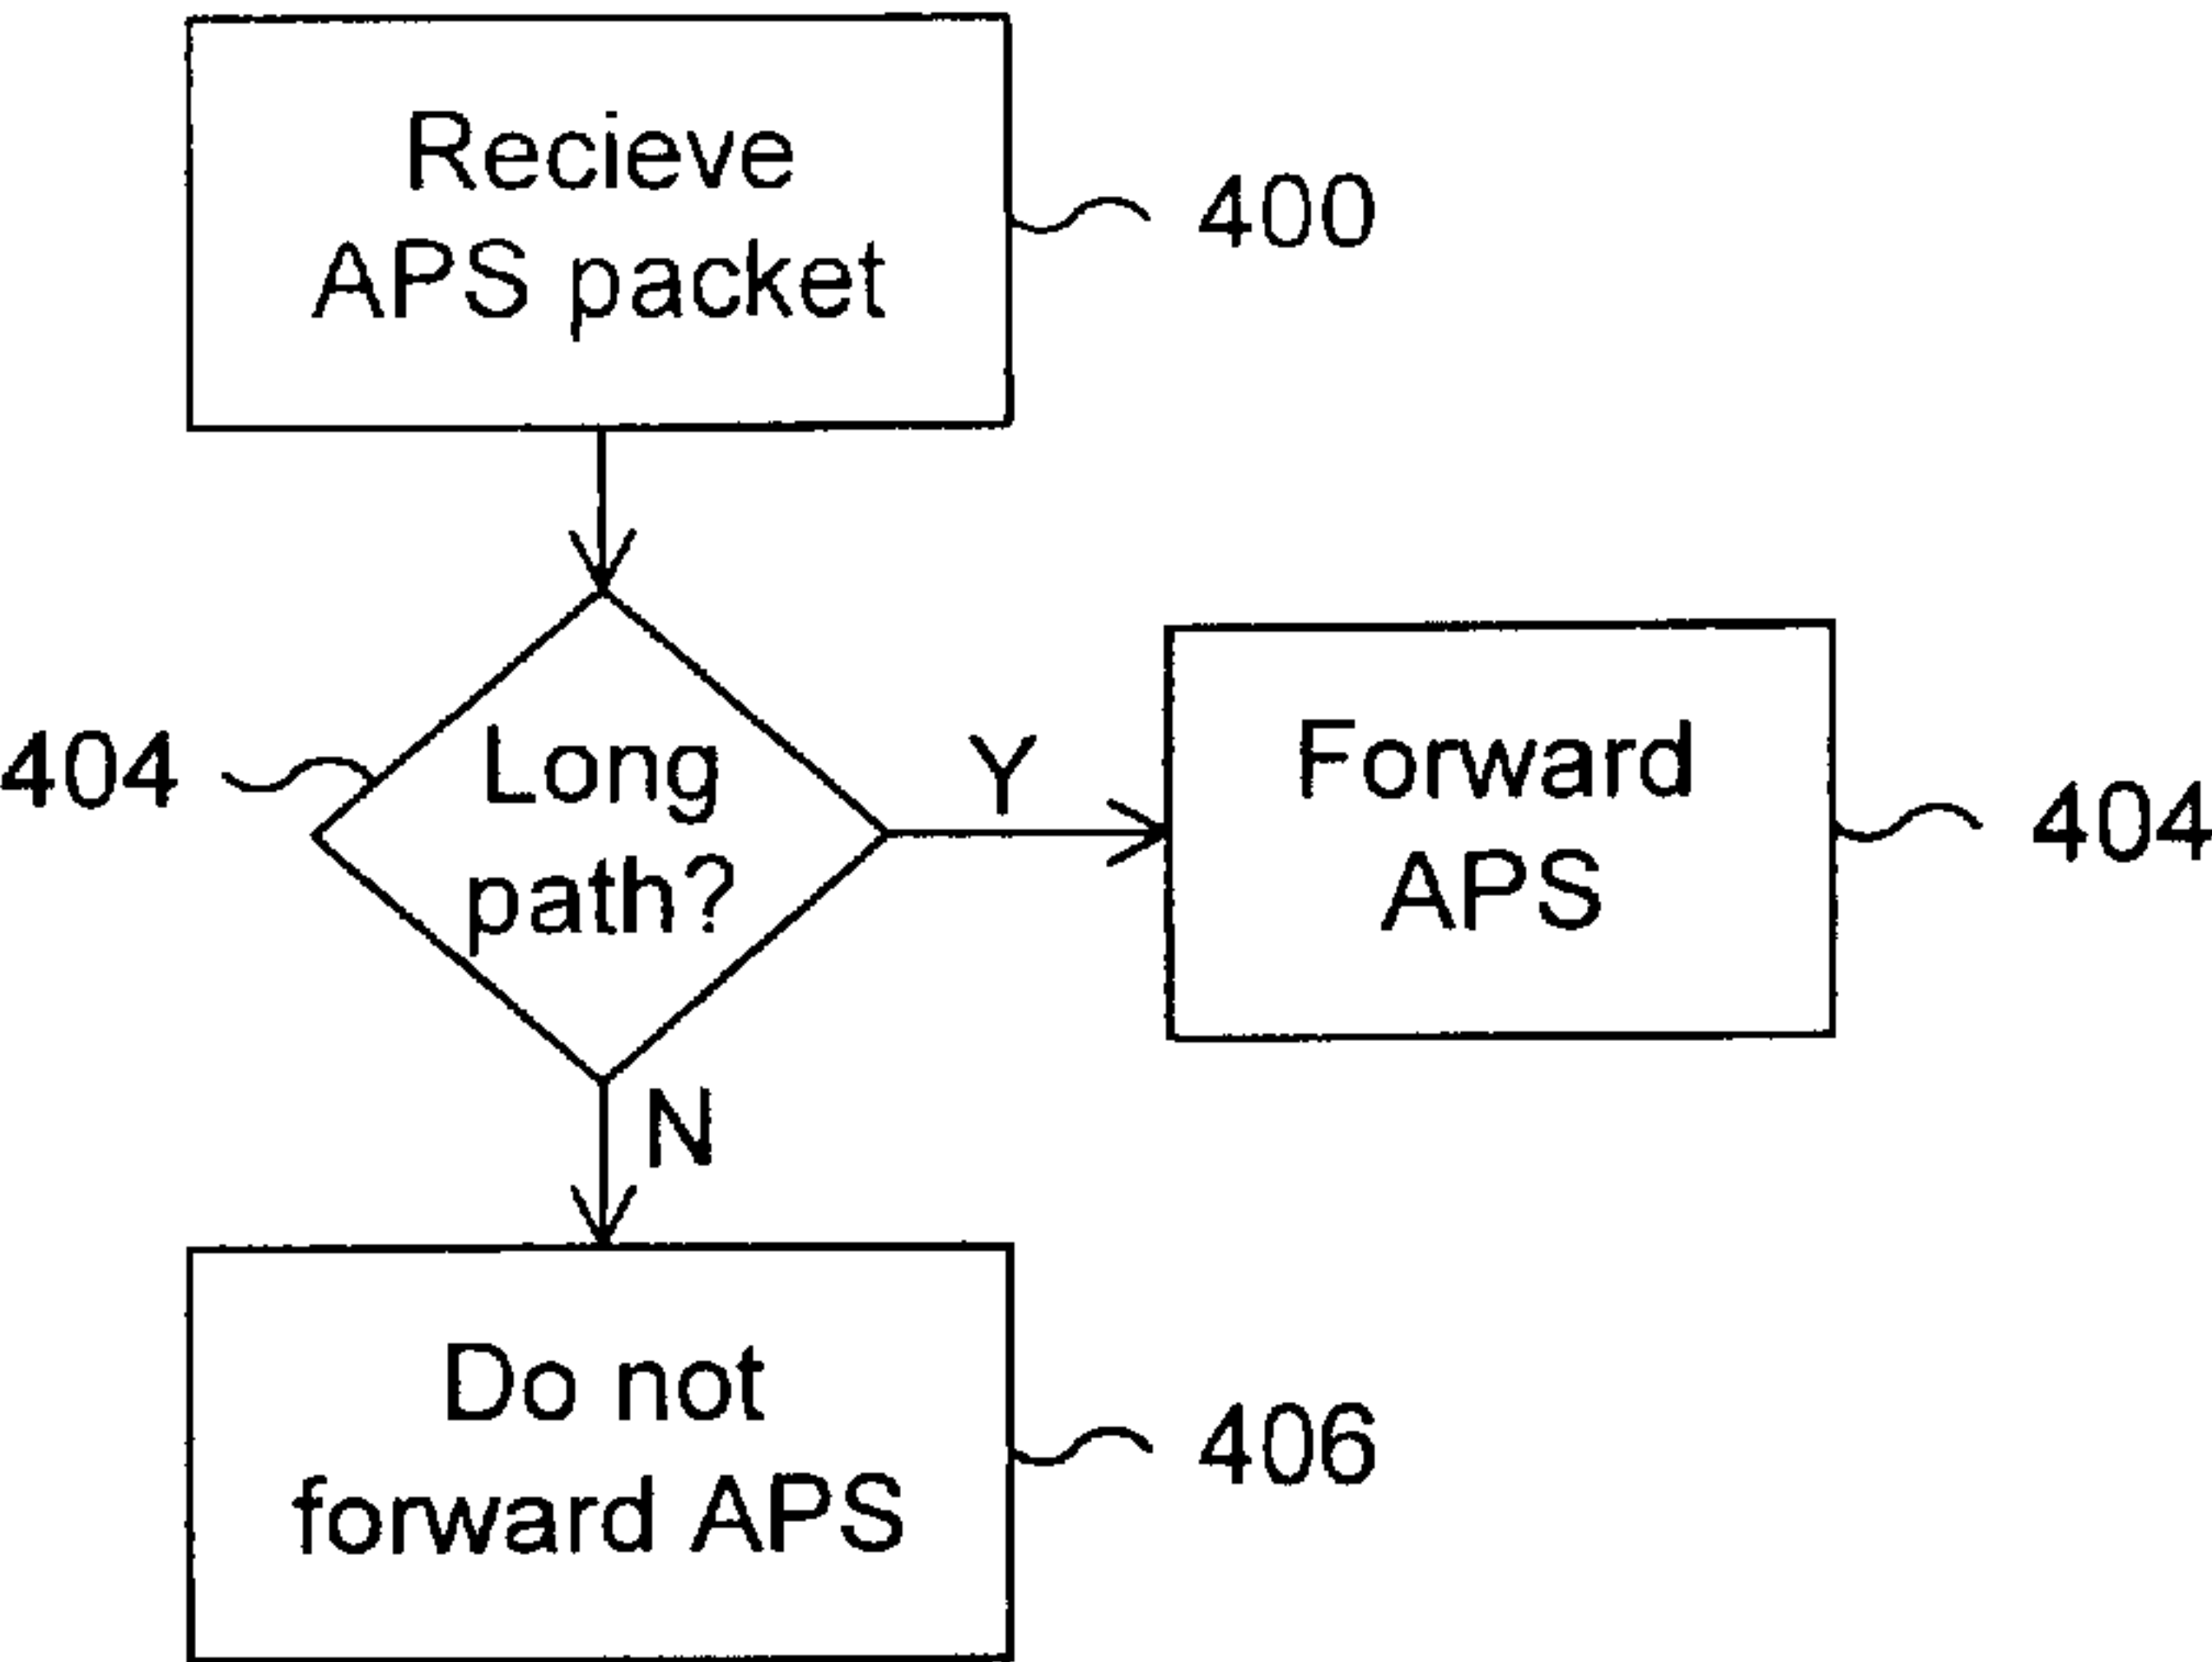 Recieve
APS packet
400
404
Long
path?
Y
Forward
APS
404
N
Do not
forward APS
406